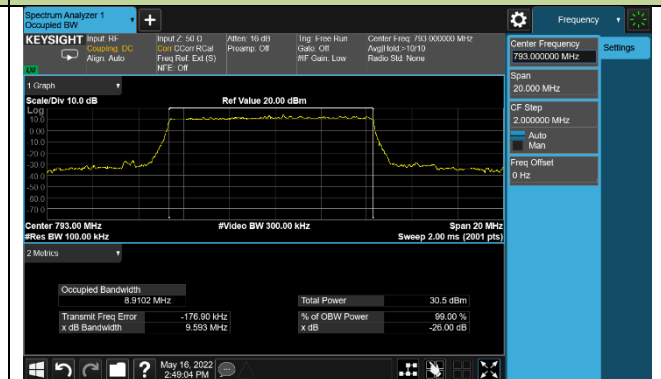 Spectrum Analyzer 1
Occupied BW
+
Frequency
KEYSIGHT Input: RF
Coupling: DC
Align: Auto
LXI
Input Z: 50 Ω
Corr CCorr RCal
Freq Ref: Ext (S)
NFE: Off
Atten: 16 dB
Preamp: Off
Trig: Free Run
Gate: Off
#IF Gain: Low
Center Freq: 793.000000 MHz
Avg|Hold:>10/10
Radio Std: None
Center Frequency
793.000000 MHz
Settings
Span
20.000 MHz
CF Step
2.000000 MHz
Auto
Man
Freq Offset
0 Hz
1 Graph
Scale/Div 10.0 dB
Ref Value 20.00 dBm
Log
10.0
0.00
-10.0
-20.0
-30.0
-40.0
-50.0
-60.0
-70.0
Center 793.00 MHz
#Video BW 300.00 kHz
Span 20 MHz
#Res BW 100.00 kHz
Sweep 2.00 ms (2001 pts)
2 Metrics
Occupied Bandwidth
8.9102 MHz
Total Power 30.5 dBm
Transmit Freq Error -176.90 kHz
% of OBW Power 99.00 %
x dB Bandwidth 9.593 MHz
x dB -26.00 dB
?
May 16, 2022
2:49:04 PM